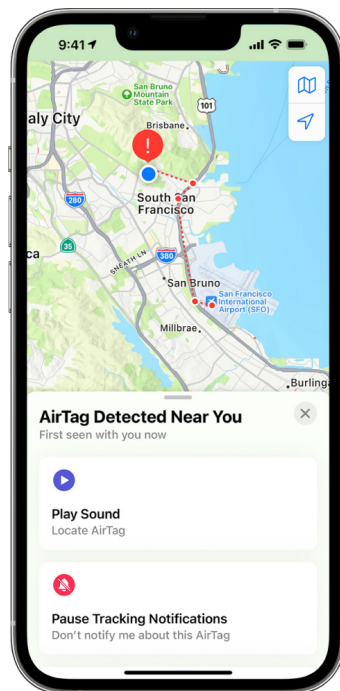 9:41
San Bruno
Mountain
State Park
101
aly City
Brisbane
280
South San
Francisco
35
ca
SNEATH LN
380
San Bruno
San Francisco
International
Airport (SFO)
Millbrae
Burling
AirTag Detected Near You
First seen with you now
Play Sound
Locate AirTag
Pause Tracking Notifications
Don't notify me about this AirTag